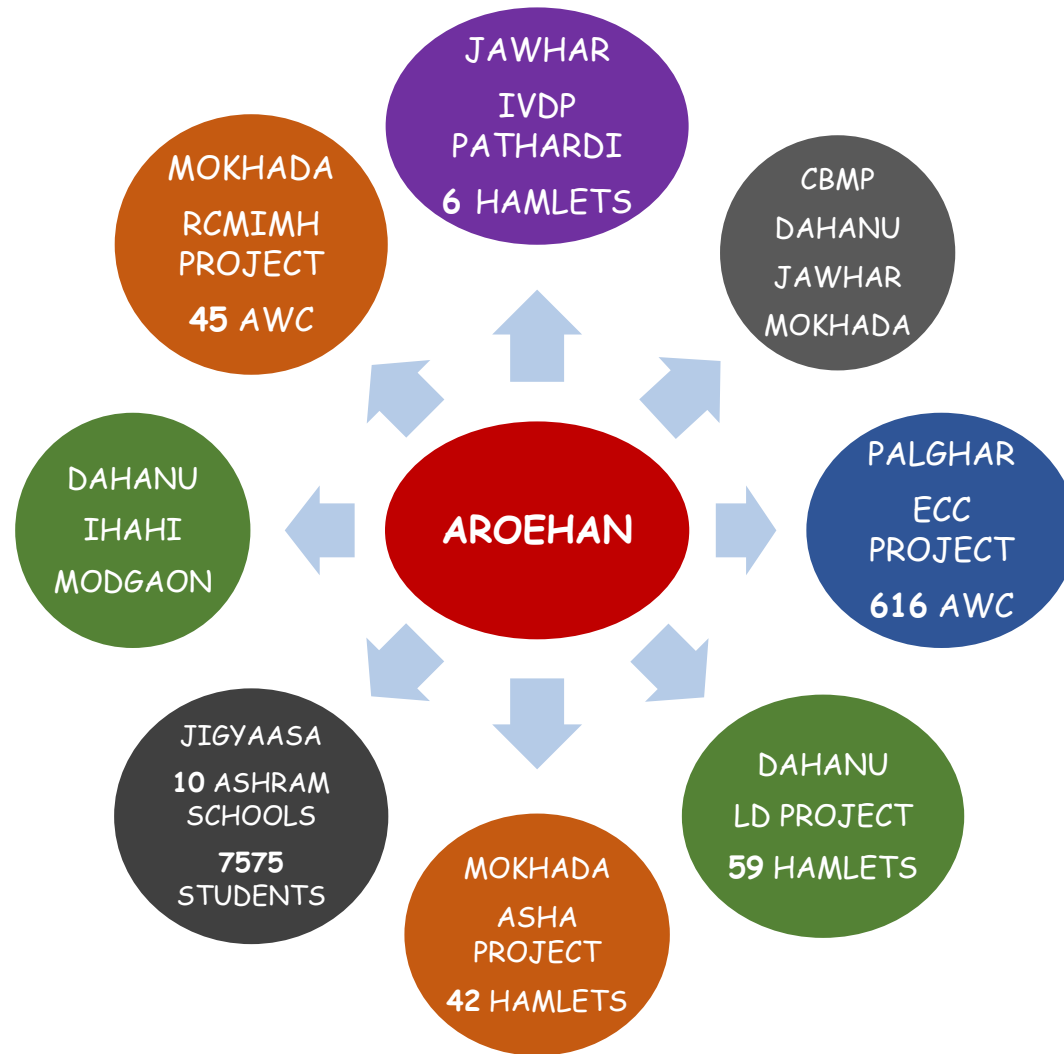 JAWHAR
IVDP
PATHARDI
6 HAMLETS
CBMP
DAHANU
JAWHAR
MOKHADA
PALGHAR
ECC
PROJECT
616 AWC
DAHANU
LD PROJECT
59 HAMLETS
MOKHADA
ASHA
PROJECT
42 HAMLETS
JIGYAASA
10 ASHRAM
SCHOOLS
7575
STUDENTS
DAHANU
IHAHI
MODGAON
MOKHADA
RCMIMH
PROJECT
45 AWC
AROEHAN